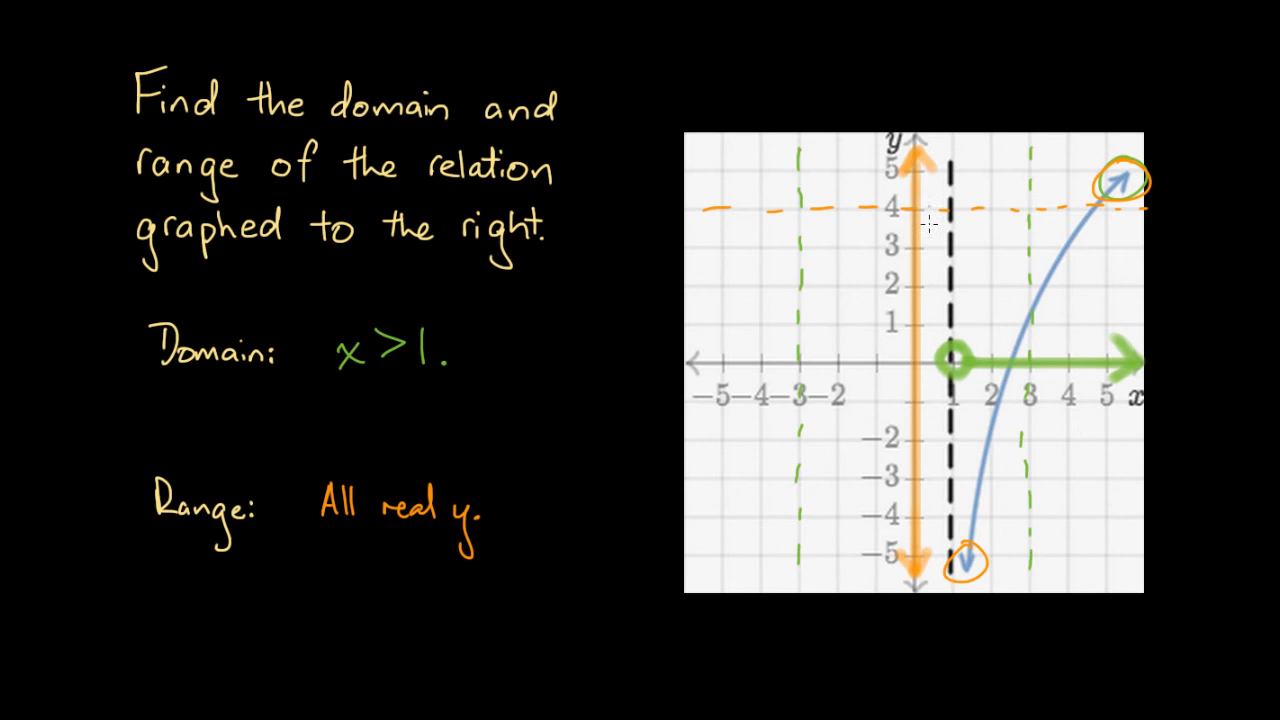 Find the domain and
range of the relation
graphed to the right.
Domain: x > 1.
Range: All real y.
y
5
4
3
2
1
-5 -4 -3 -2 1 2 3 4 5 x
-2
-3
-4
-5